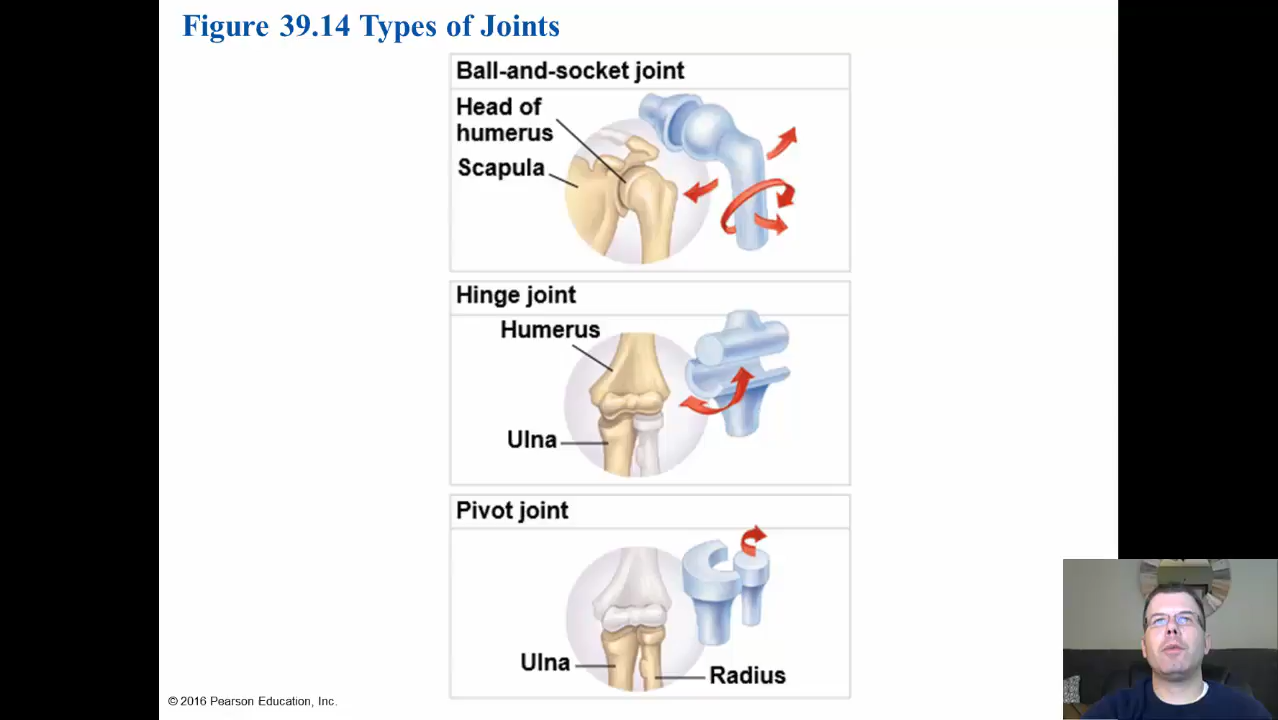 Figure 39.14 Types of Joints
Ball-and-socket joint
Head of
humerus
Scapula
Hinge joint
Humerus
Ulna
Pivot joint
Ulna
Radius
© 2016 Pearson Education, Inc.